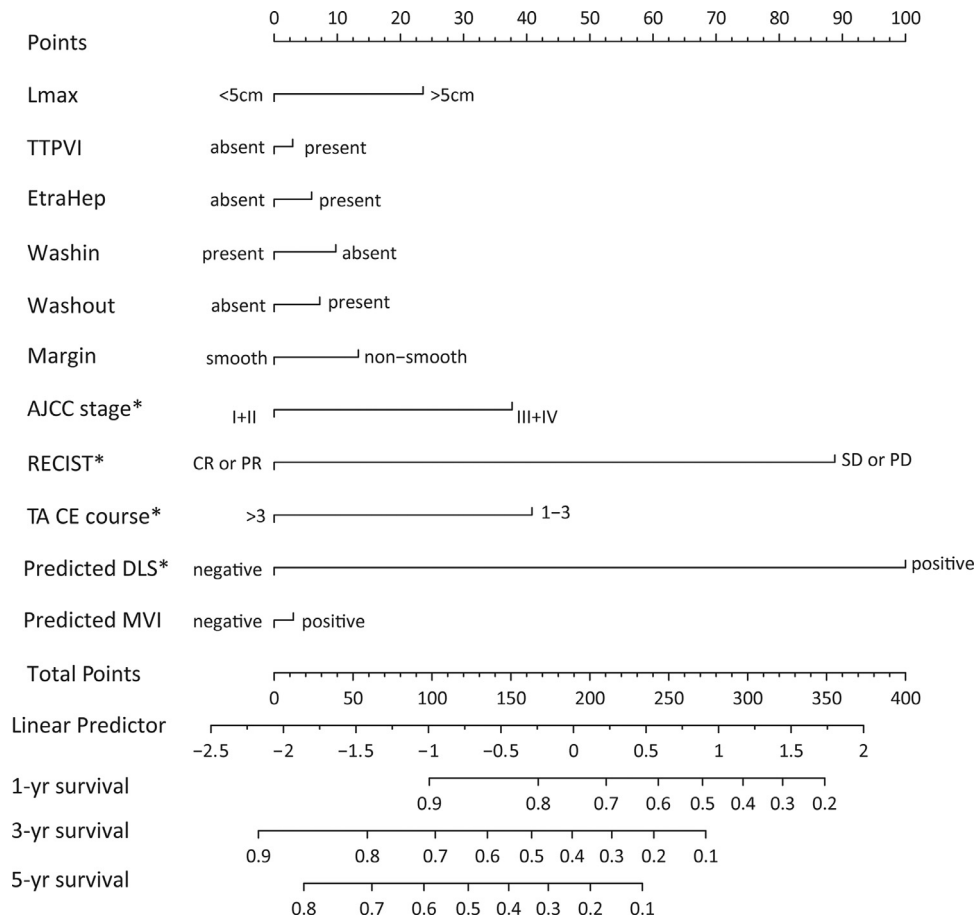 0 10 20 30 40 50 60 70 80 90 100
Points
Lmax <5cm >5cm
TTPVI absent present
EtraHep absent present
Washin present absent
Washout absent present
Margin smooth non−smooth
AJCC stage* I+II III+IV
RECIST* CR or PR SD or PD
TA CE course* >3 1−3
Predicted DLS* negative positive
Predicted MVI negative positive
Total Points
0 50 100 150 200 250 300 350 400
Linear Predictor
−2.5 −2 −1.5 −1 −0.5 0 0.5 1 1.5 2
1-yr survival
0.9 0.8 0.7 0.6 0.5 0.4 0.3 0.2
3-yr survival
0.9 0.8 0.7 0.6 0.5 0.4 0.3 0.2 0.1
5-yr survival
0.8 0.7 0.6 0.5 0.4 0.3 0.2 0.1